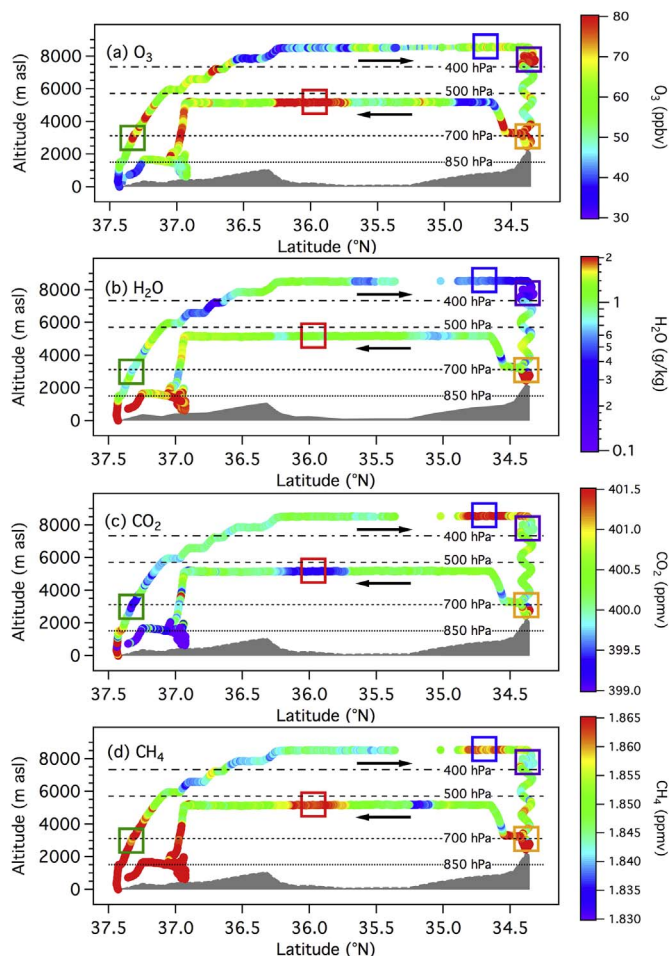 (a) O3
8000
6000
4000
2000
0
Altitude (m asl)
400 hPa
500 hPa
700 hPa
850 hPa
37.5 37.0 36.5 36.0 35.5 35.0 34.5
Latitude (°N)
80
70
60
50
40
30
O3 (ppbv)
(b) H2O
8000
6000
4000
2000
0
Altitude (m asl)
400 hPa
500 hPa
700 hPa
850 hPa
37.5 37.0 36.5 36.0 35.5 35.0 34.5
Latitude (°N)
2
1
6
5
4
3
2
0.1
H2O (g/kg)
(c) CO2
8000
6000
4000
2000
0
Altitude (m asl)
400 hPa
500 hPa
700 hPa
850 hPa
37.5 37.0 36.5 36.0 35.5 35.0 34.5
Latitude (°N)
401.5
401.0
400.5
400.0
399.5
399.0
CO2 (ppmv)
(d) CH4
8000
6000
4000
2000
0
Altitude (m asl)
400 hPa
500 hPa
700 hPa
850 hPa
37.5 37.0 36.5 36.0 35.5 35.0 34.5
Latitude (°N)
1.865
1.860
1.855
1.850
1.845
1.840
1.835
1.830
CH4 (ppmv)